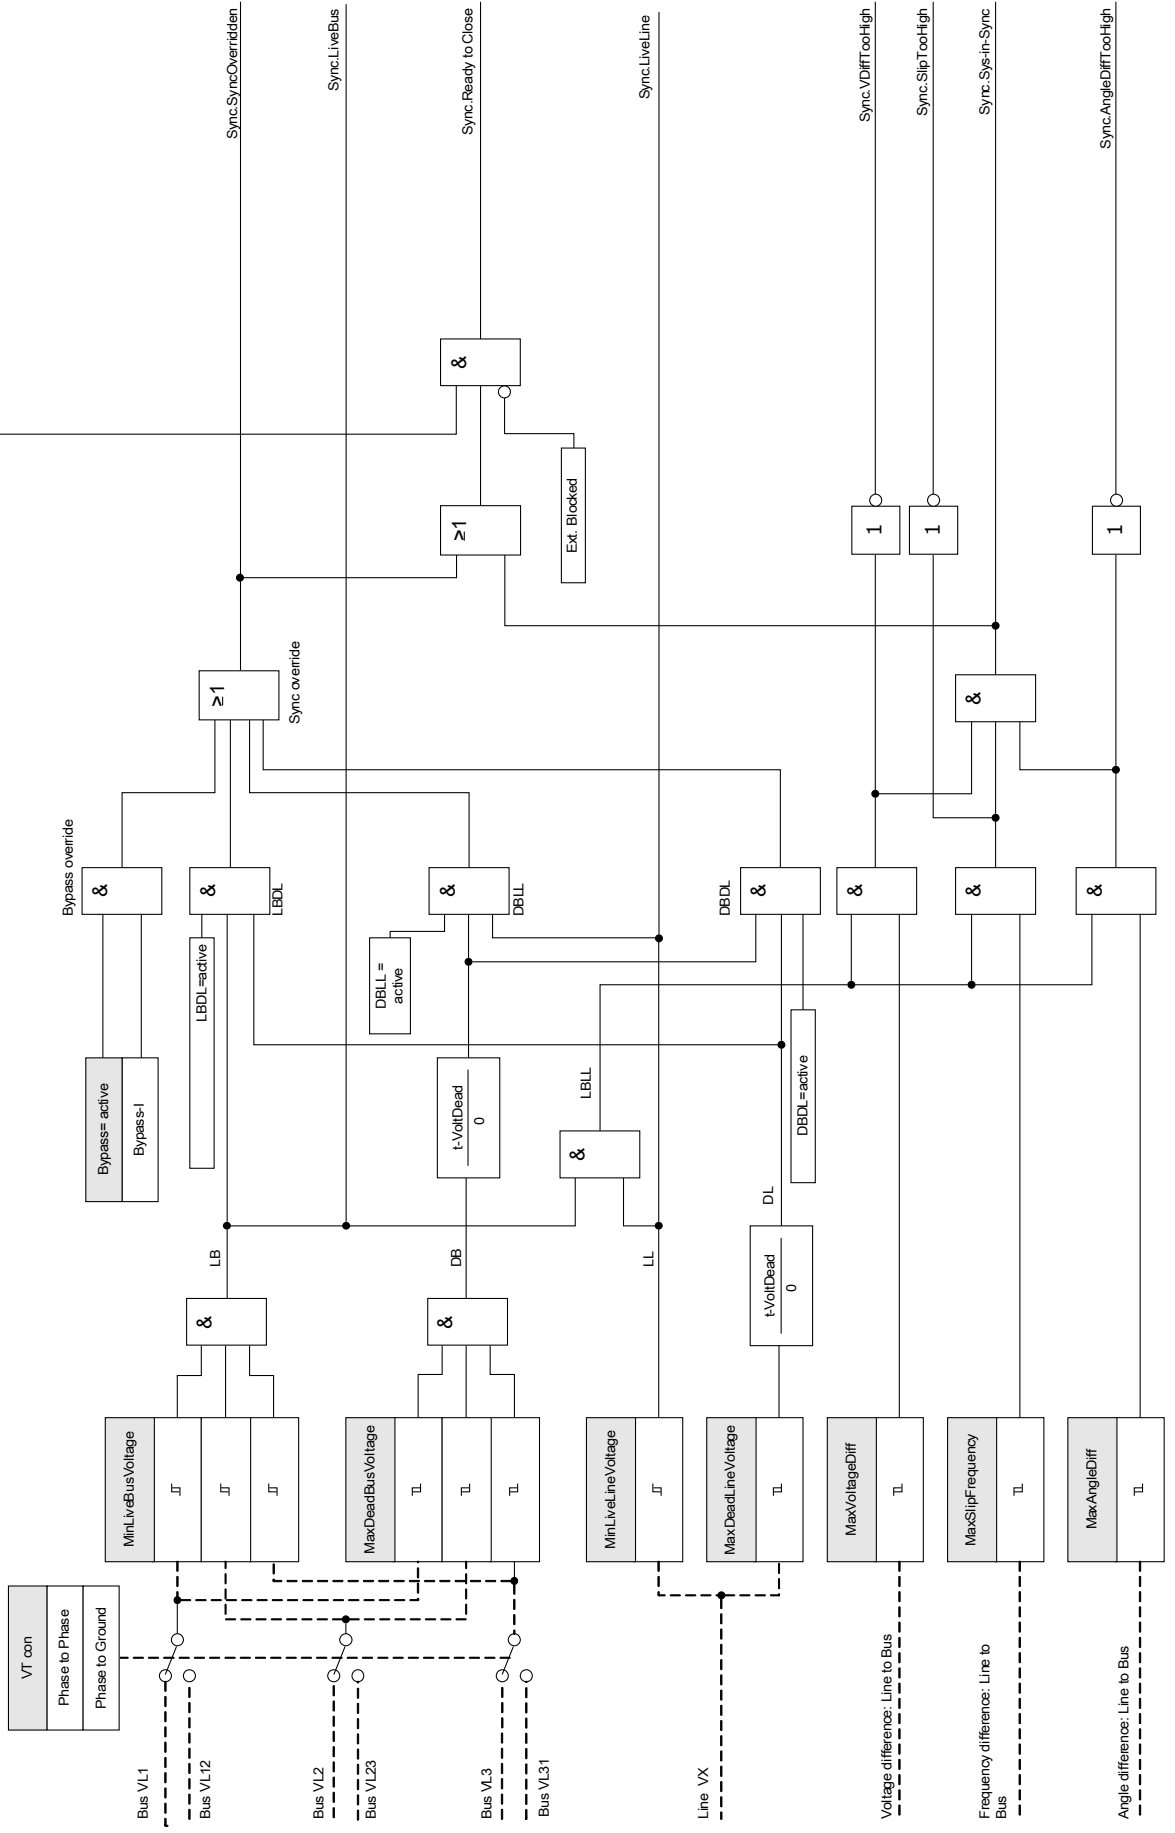 VT con
Phase to Phase
Phase to Ground
Bus VL1
Bus VL12
Bus VL2
Bus VL23
Bus VL3
Bus VL31
Line VX
Voltage difference: Line to Bus
Frequency difference: Line to
Bus
Angle difference: Line to Bus
MinLiveBusVoltage
MaxDeadBusVoltage
MinLiveLineVoltage
MaxDeadLineVoltage
MaxVoltageDiff
MaxSlipFrequency
MaxAngleDiff
&
&
LB
DB
LL
t-VoltDead
0
DL
Bypass= active
Bypass-I
LBDL=active
t-VoltDead
0
&
LBLL
DBDL=active
DBLL =
active
Bypass override
&
&
LBDL
&
DBLL
DBDL
&
&
&
&
≥1
Sync override
&
≥1
Ext. Blocked
1
1
1
&
Sync.SyncOverridden
Sync.LiveBus
Sync.Ready to Close
Sync.LiveLine
Sync.VDiffTooHigh
Sync.SlipTooHigh
Sync.Sys-in-Sync
Sync.AngleDiffTooHigh